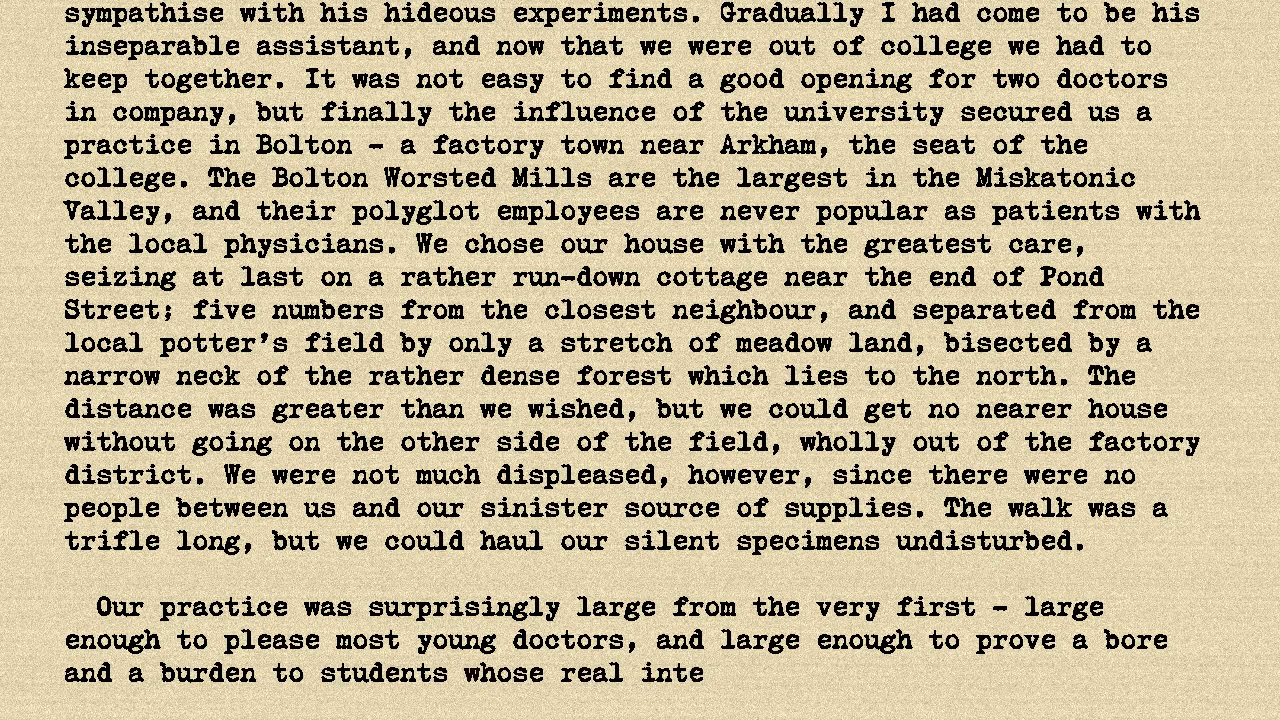 sympathise with his hideous experiments. Gradually I had come to be his
inseparable assistant, and now that we were out of college we had to
keep together. It was not easy to find a good opening for two doctors
in company, but finally the influence of the university secured us a
practice in Bolton – a factory town near Arkham, the seat of the
college. The Bolton Worsted Mills are the largest in the Miskatonic
Valley, and their polyglot employees are never popular as patients with
the local physicians. We chose our house with the greatest care,
seizing at last on a rather run-down cottage near the end of Pond
Street; five numbers from the closest neighbour, and separated from the
local potter's field by only a stretch of meadow land, bisected by a
narrow neck of the rather dense forest which lies to the north. The
distance was greater than we wished, but we could get no nearer house
without going on the other side of the field, wholly out of the factory
district. We were not much displeased, however, since there were no
people between us and our sinister source of supplies. The walk was a
trifle long, but we could haul our silent specimens undisturbed.

Our practice was surprisingly large from the very first – large
enough to please most young doctors, and large enough to prove a bore
and a burden to students whose real inte